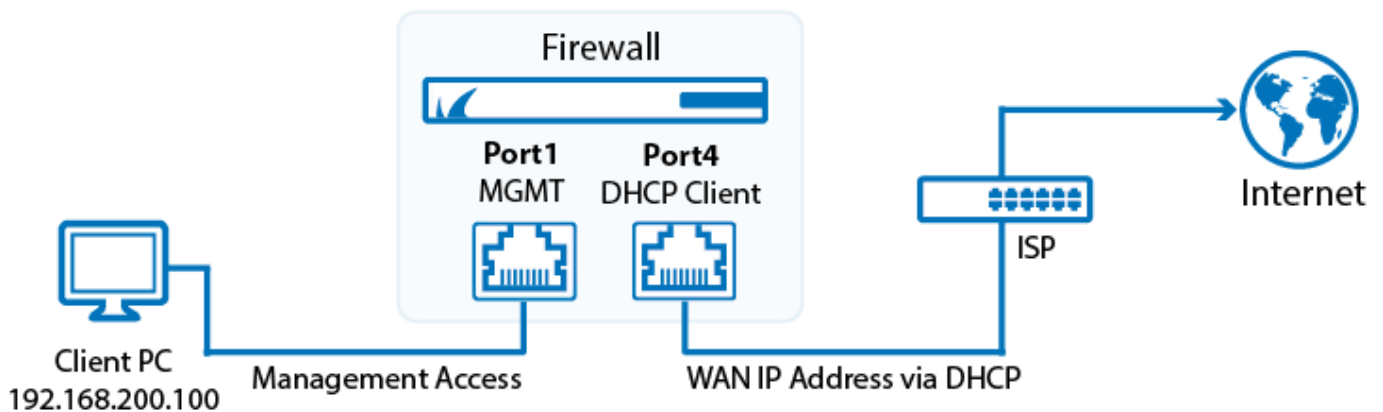 Firewall
Port1
MGMT
Port4
DHCP Client
Internet
ISP
Client PC
192.168.200.100
Management Access
WAN IP Address via DHCP